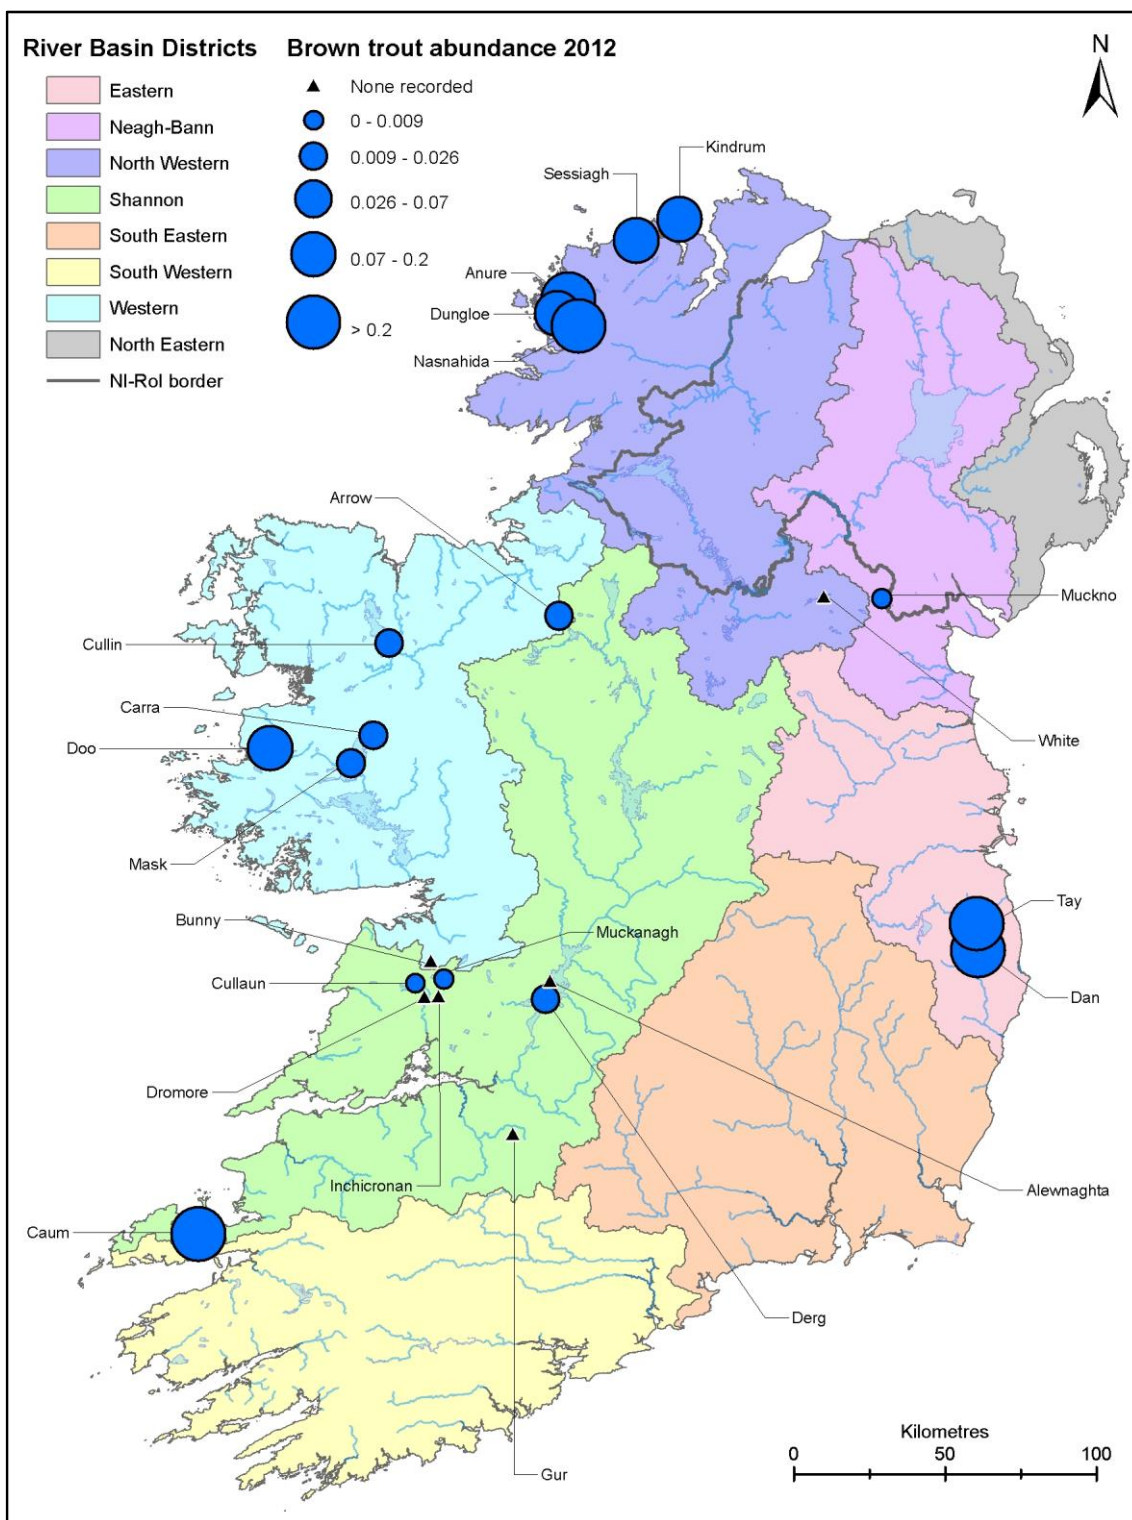 River Basin Districts
Eastern
Neagh-Bann
North Western
Shannon
South Eastern
South Western
Western
North Eastern
NI-RoI border
Brown trout abundance 2012
None recorded
0 - 0.009
0.009 - 0.026
0.026 - 0.07
0.07 - 0.2
> 0.2
N
Kindrum
Sessiagh
Anure
Dungloe
Nasnahida
Arrow
Muckno
Cullin
Carra
Doo
White
Mask
Bunny
Muckanagh
Tay
Cullaun
Dan
Dromore
Inchicronan
Alewnaghta
Caum
Derg
Gur
Kilometres
0 50 100